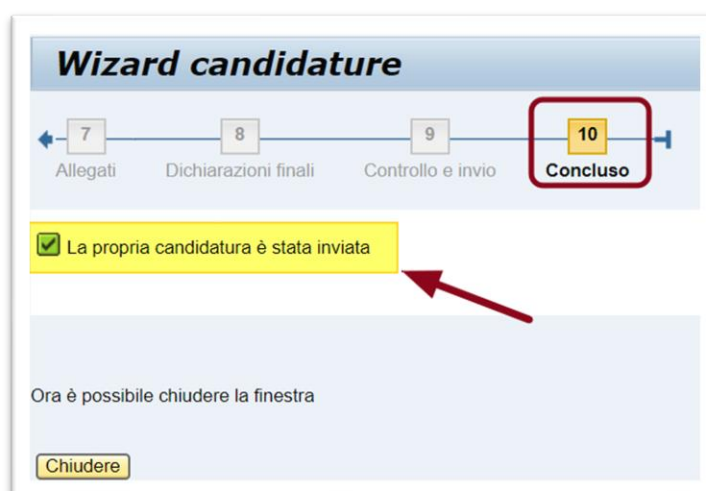 Wizard candidature
7 8 9 10
Allegati Dichiarazioni finali Controllo e invio Concluso
La propria candidatura è stata inviata
Ora è possibile chiudere la finestra
Chiudere